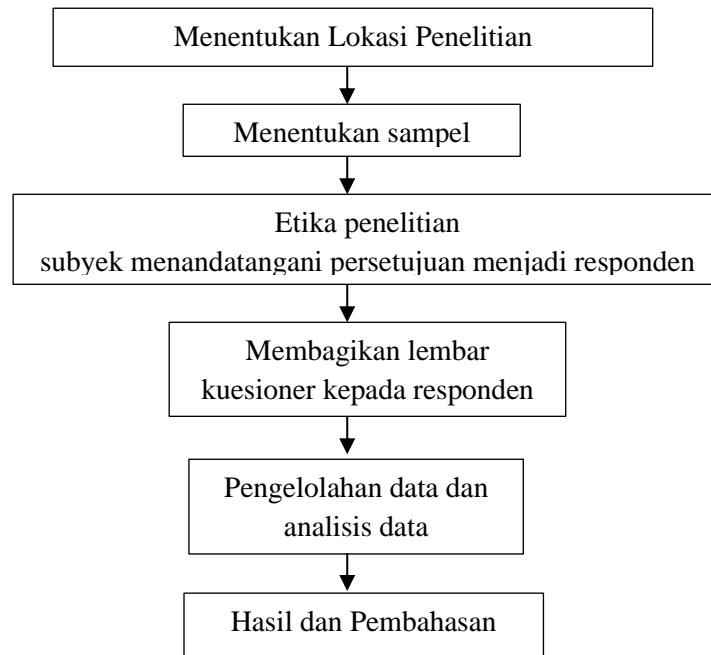 Menentukan Lokasi Penelitian
Menentukan sampel
Etika penelitian
subyek menandatangani persetujuan menjadi responden
Membagikan lembar
kuesioner kepada responden
Pengelolahan data dan
analisis data
Hasil dan Pembahasan